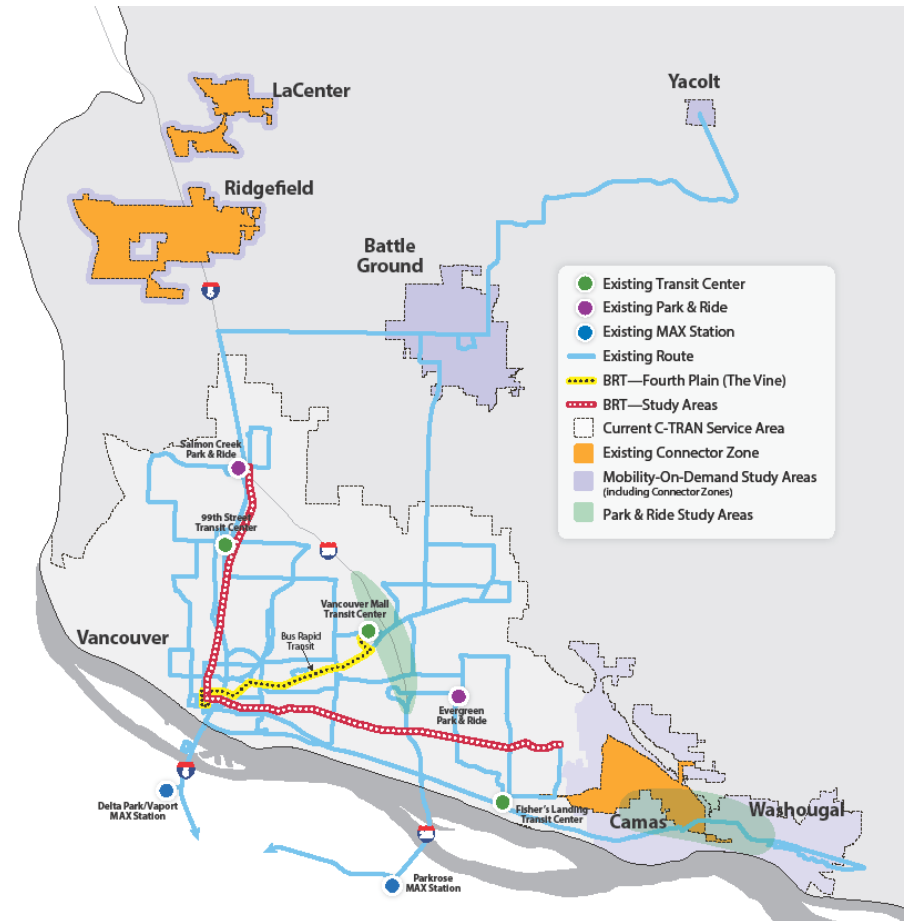 LaCenter
Yacolt
Ridgefield
Battle
Ground
5
Existing Transit Center
Existing Park & Ride
Existing MAX Station
Existing Route
BRT—Fourth Plain (The Vine)
BRT—Study Areas
Current C-TRAN Service Area
Existing Connector Zone
Mobility-On-Demand Study Areas
(including Connector Zones)
Park & Ride Study Areas
Salmon Creek
Park & Ride
99th Street
Transit Center
Vancouver Mall
Transit Center
Vancouver
Bus Rapid
Transit
Evergreen
Park & Ride
Delta Park/Vaport
MAX Station
Fisher's Landing
Transit Center
Camas
Washougal
Parkrose
MAX Station